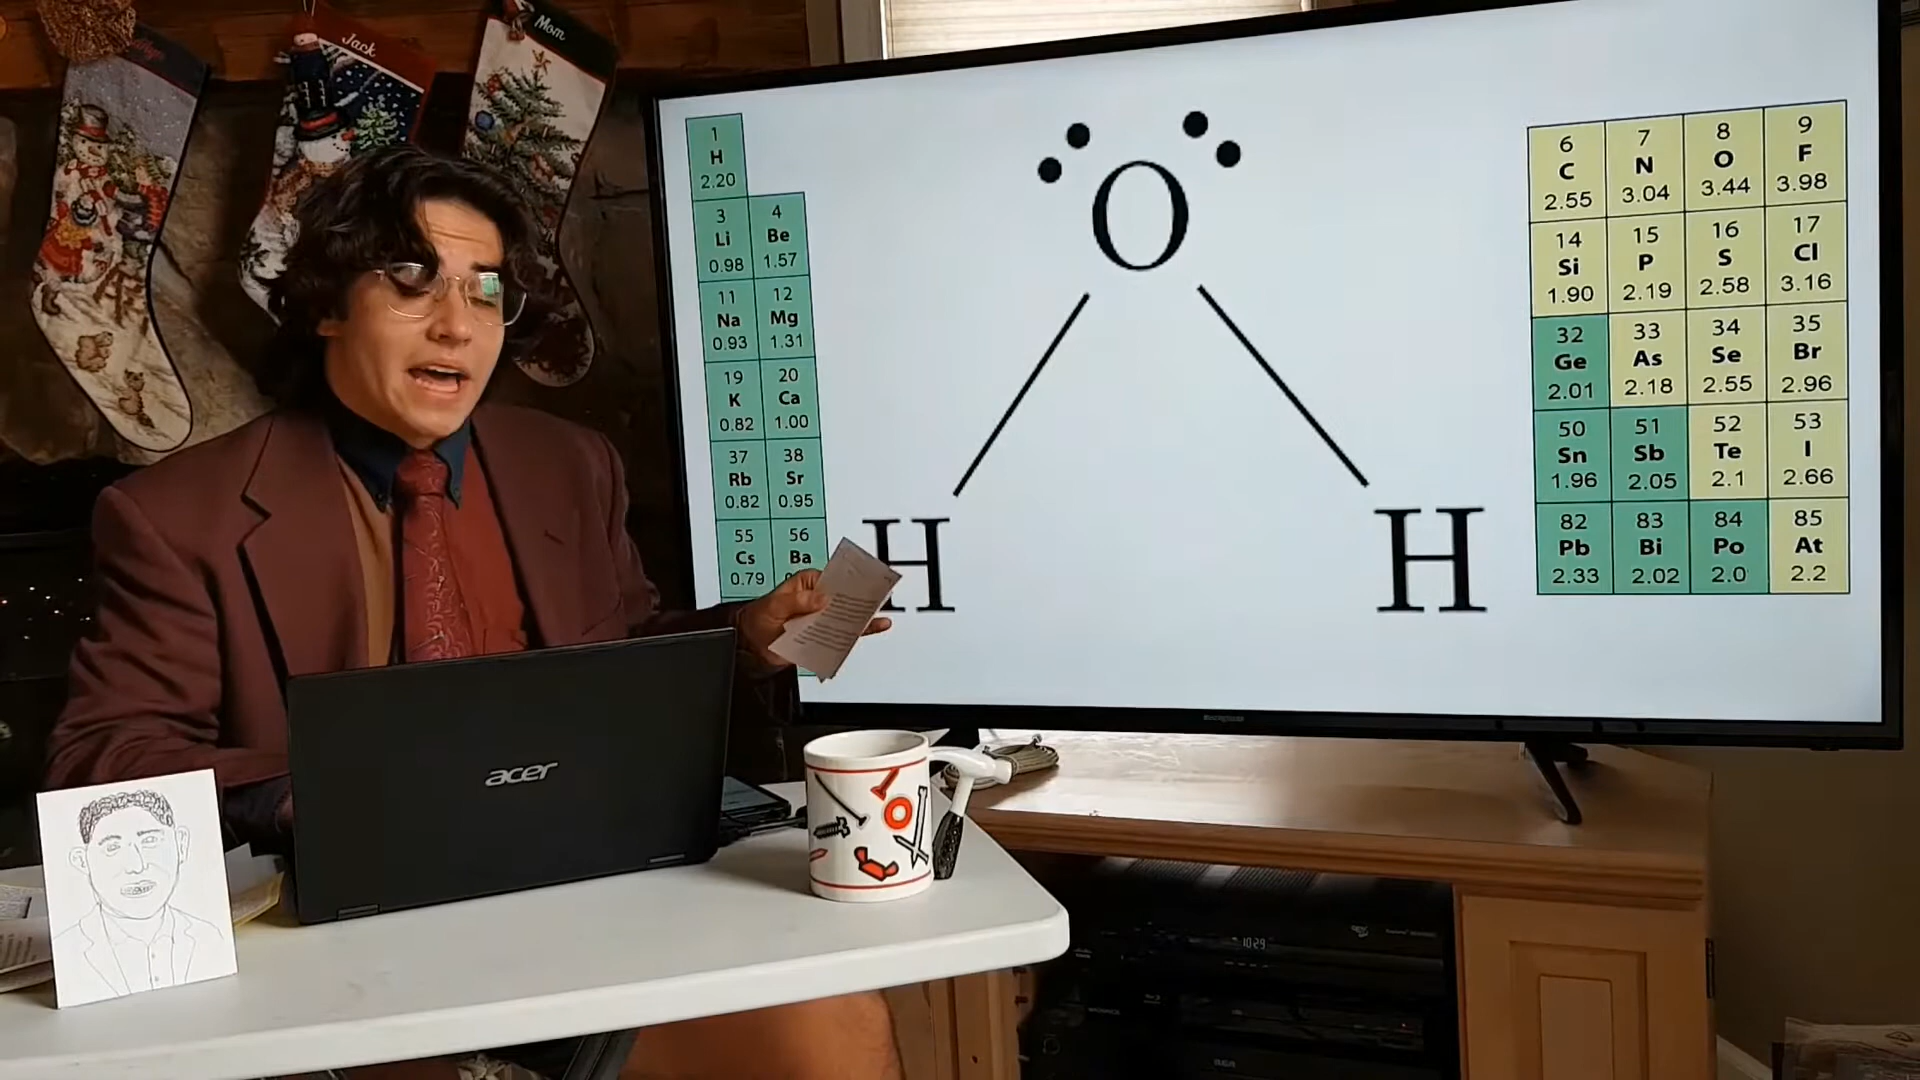 Jack
Mom
1
H
2.20
3
Li
0.98
4
Be
1.57
11
Na
0.93
12
Mg
1.31
19
K
0.82
20
Ca
1.00
37
Rb
0.82
38
Sr
0.95
55
Cs
0.79
56
Ba
O
H
H
6
C
2.55
7
N
3.04
8
O
3.44
9
F
3.98
14
Si
1.90
15
P
2.19
16
S
2.58
17
Cl
3.16
32
Ge
2.01
33
As
2.18
34
Se
2.55
35
Br
2.96
50
Sn
1.96
51
Sb
2.05
52
Te
2.1
53
I
2.66
82
Pb
2.33
83
Bi
2.02
84
Po
2.0
85
At
2.2
acer
10:29